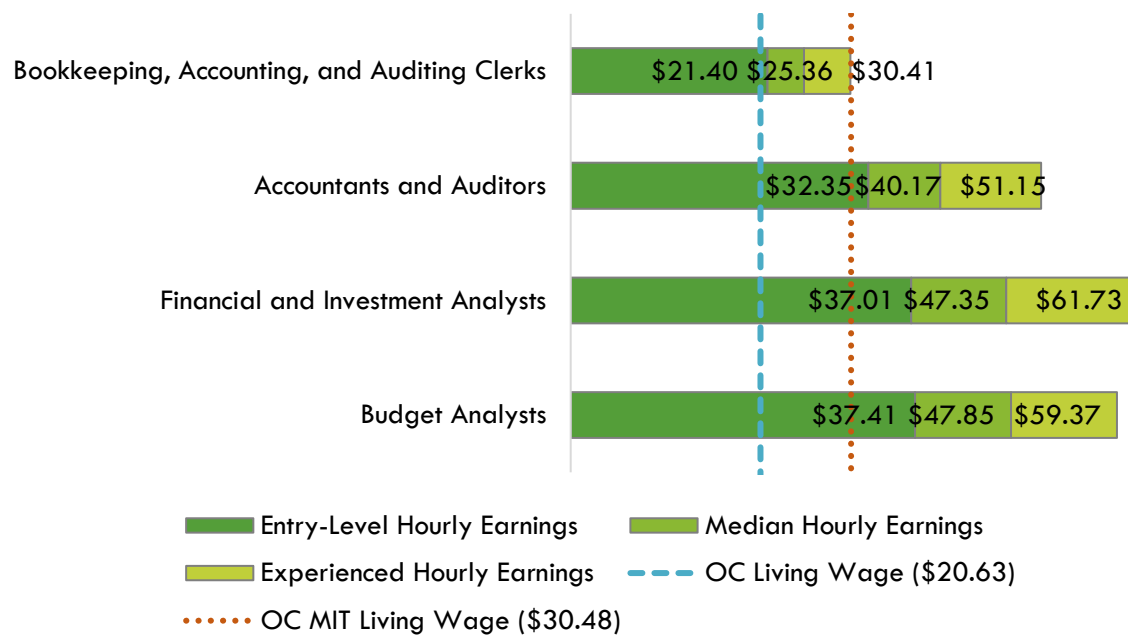 Bookkeeping, Accounting, and Auditing Clerks $21.40 $25.36 $30.41
Accountants and Auditors $32.35 $40.17 $51.15
Financial and Investment Analysts $37.01 $47.35 $61.73
Budget Analysts $37.41 $47.85 $59.37
Entry-Level Hourly Earnings Median Hourly Earnings
Experienced Hourly Earnings OC Living Wage ($20.63)
OC MIT Living Wage ($30.48)